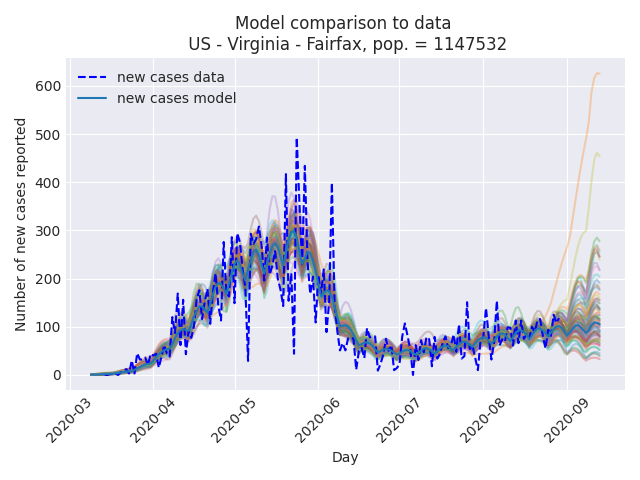 Model comparison to data
US - Virginia - Fairfax, pop. = 1147532
new cases data
new cases model
Number of new cases reported
600
500
400
300
200
100
0
2020-03
2020-04
2020-05
2020-06
2020-07
2020-08
2020-09
Day